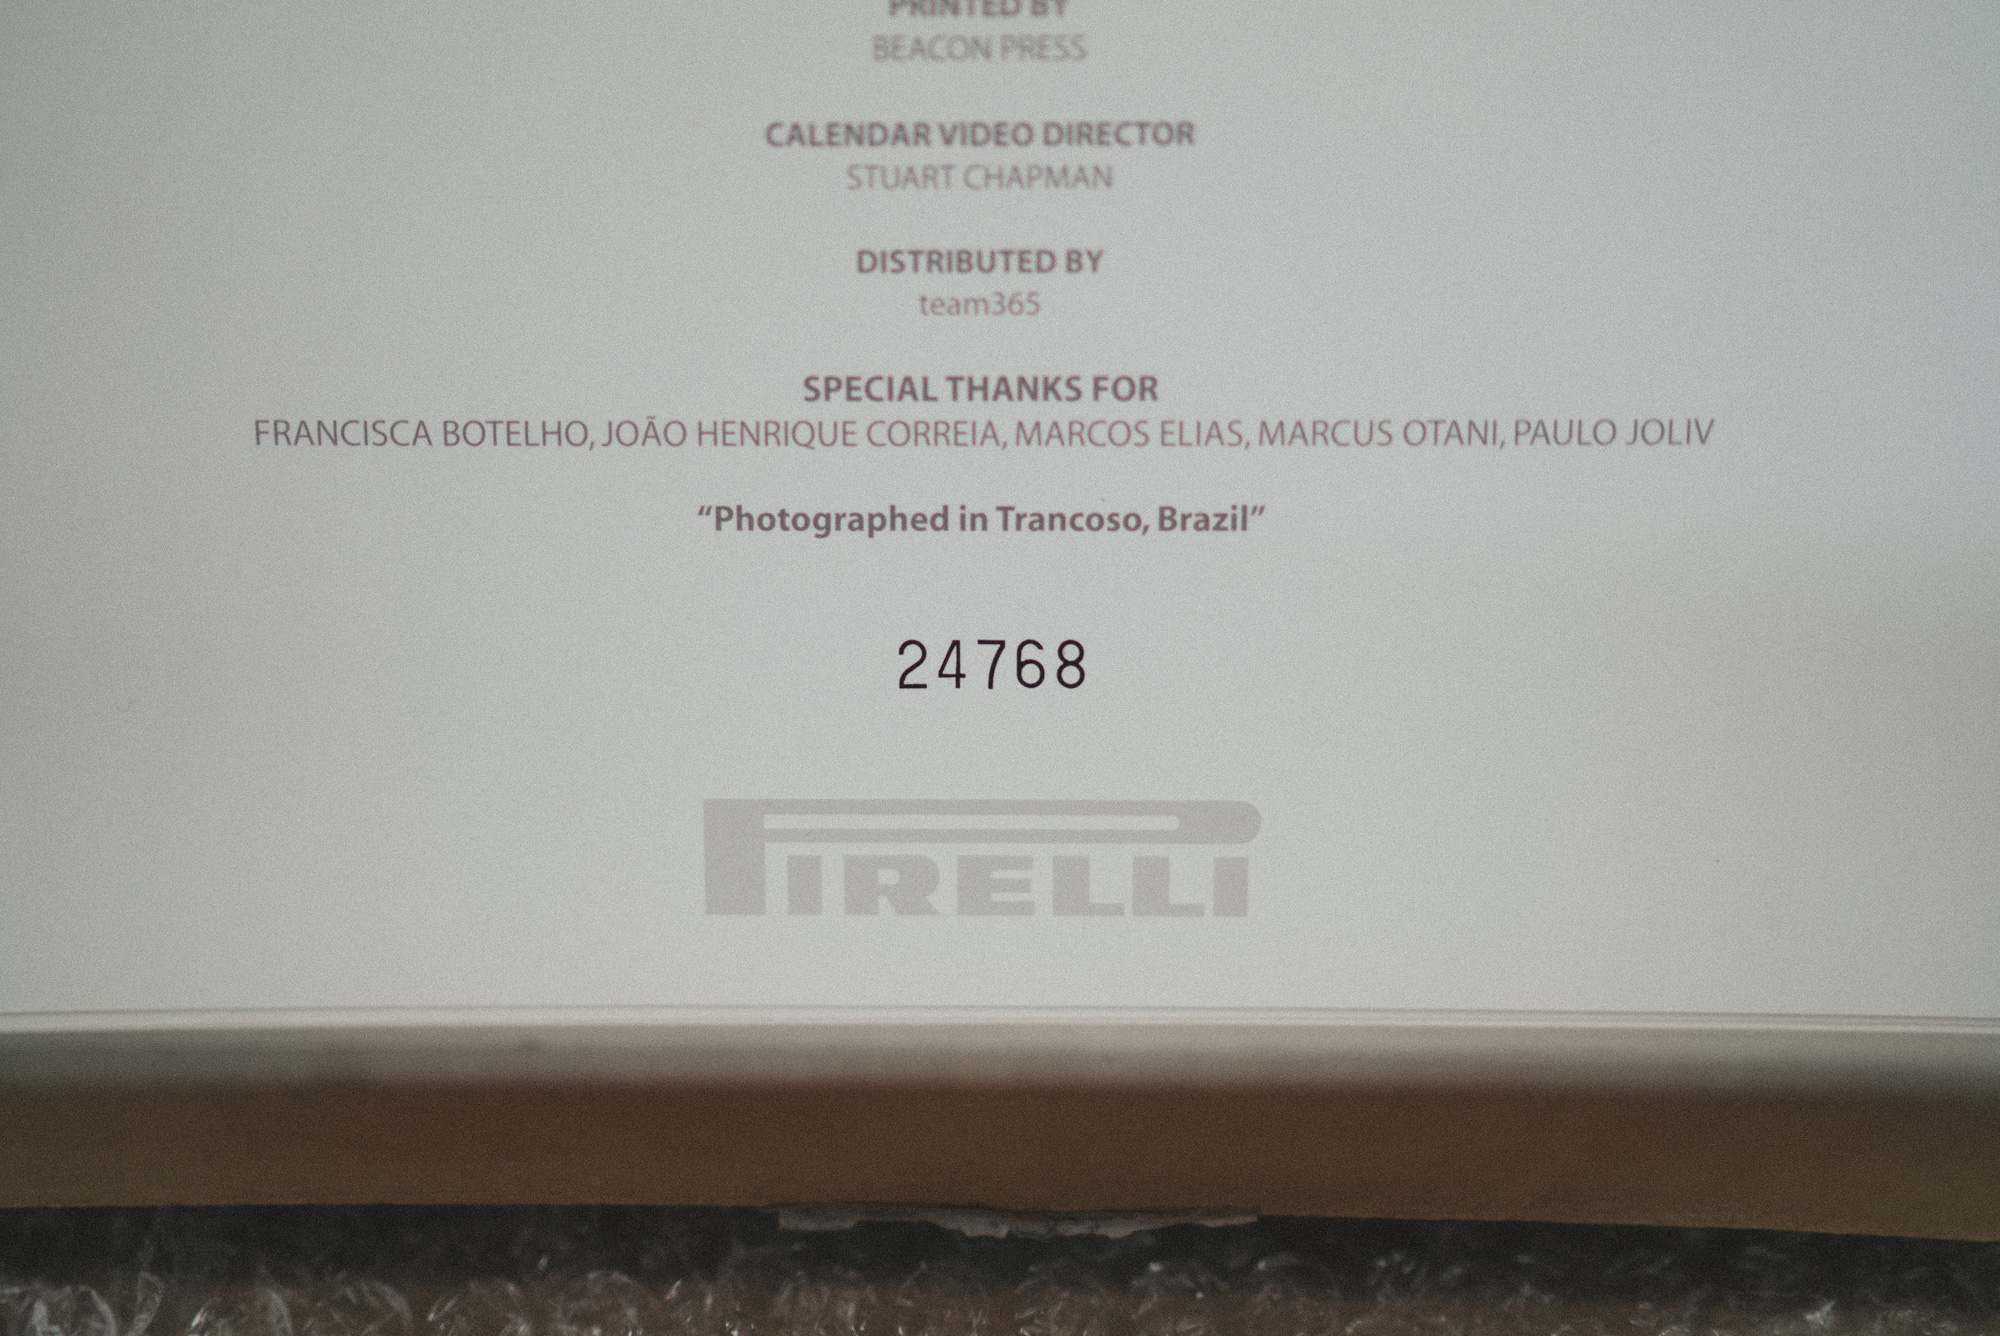 PRINTED BY
BEACON PRESS
CALENDAR VIDEO DIRECTOR
STUART CHAPMAN
DISTRIBUTED BY
team365
SPECIAL THANKS FOR
FRANCISCA BOTELHO, JOÃO HENRIQUE CORREIA, MARCOS ELIAS, MARCUS OTANI, PAULO JOLIV
“Photographed in Trancoso, Brazil”
24768
PIRELLI